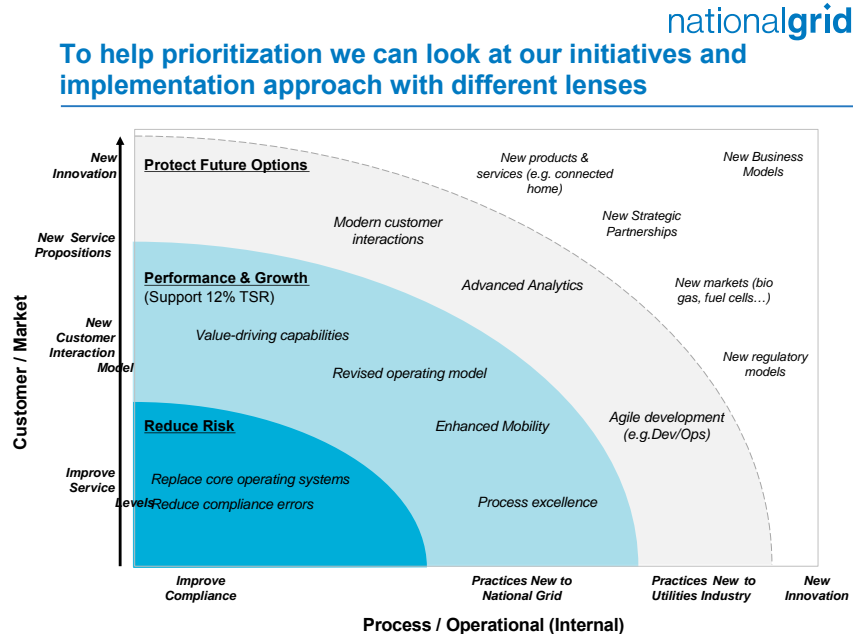 nationalgrid
To help prioritization we can look at our initiatives and
implementation approach with different lenses
Customer / Market
New
Innovation
New Service
Propositions
New
Customer
Interaction
Model
Improve
Service
Levels
Protect Future Options
Modern customer
interactions
Advanced Analytics
Agile development
(e.g.Dev/Ops)
Performance & Growth
(Support 12% TSR)
Value-driving capabilities
Revised operating model
Enhanced Mobility
Process excellence
Reduce Risk
Replace core operating systems
Reduce compliance errors
New products &
services (e.g. connected
home)
New Business
Models
New Strategic
Partnerships
New markets (bio
gas, fuel cells…)
New regulatory
models
Improve
Compliance
Practices New to
National Grid
Practices New to
Utilities Industry
New
Innovation
Process / Operational (Internal)